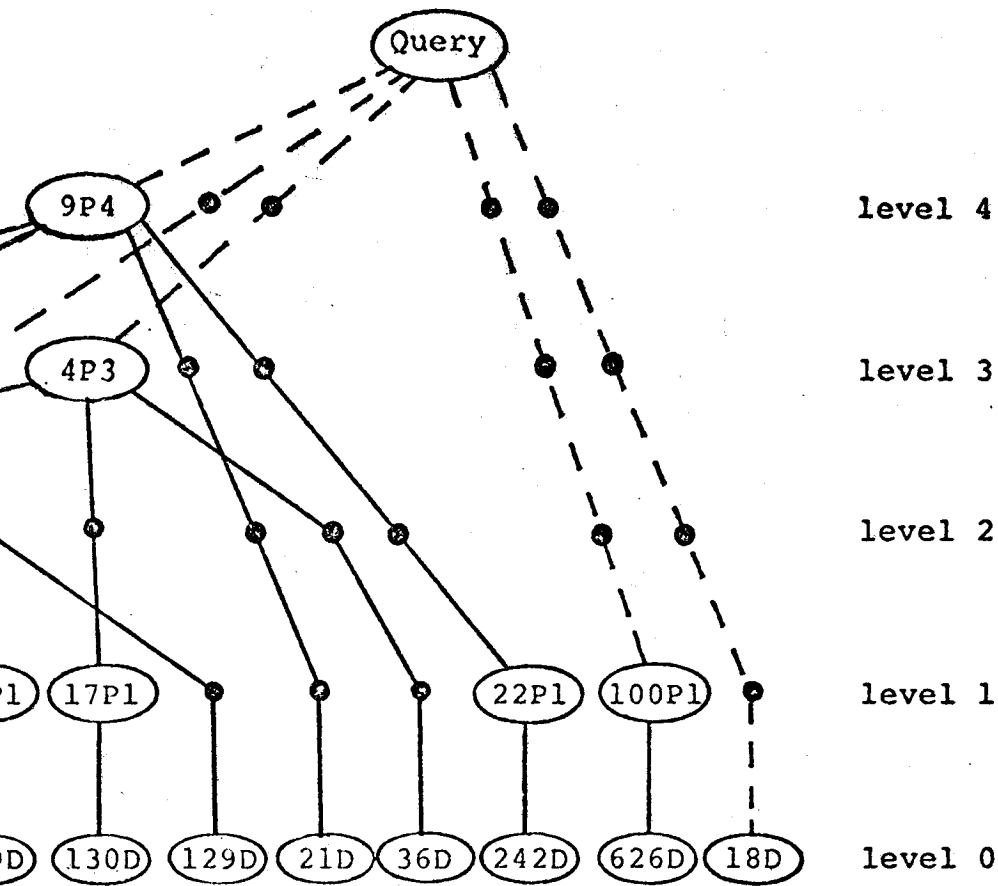 Query
9P4
level 4
4P3
level 3
level 2
17P1
22P1
100P1
level 1
130D
129D
21D
36D
242D
626D
18D
level 0